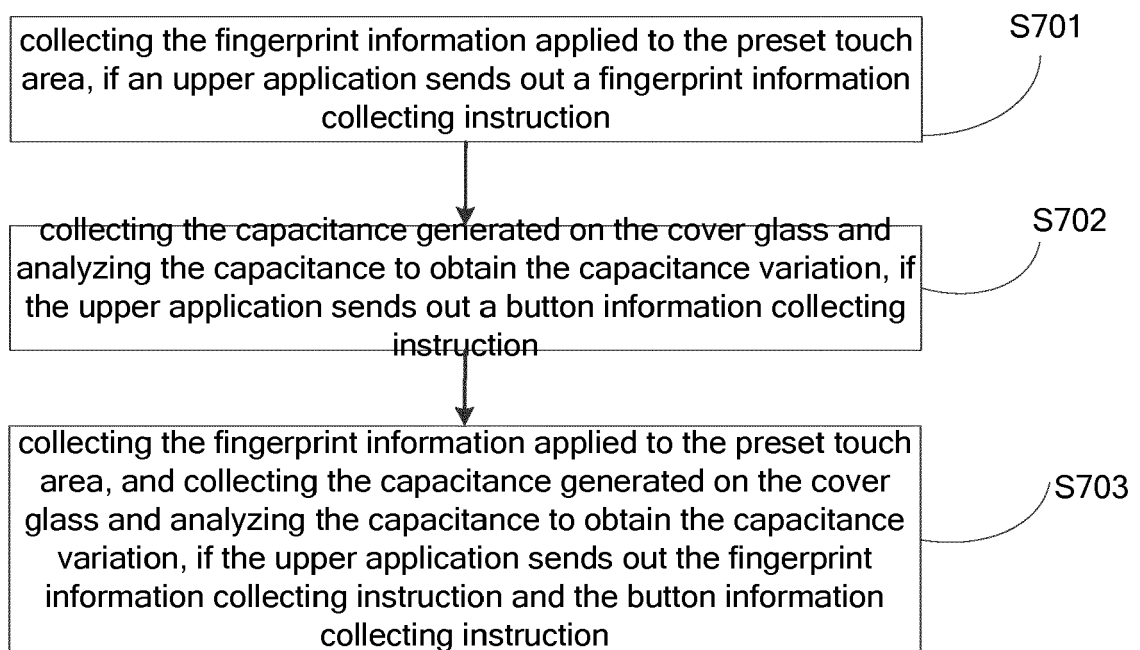 collecting the fingerprint information applied to the preset touch
area, if an upper application sends out a fingerprint information
collecting instruction
S701
collecting the capacitance generated on the cover glass and
analyzing the capacitance to obtain the capacitance variation, if
the upper application sends out a button information collecting
instruction
S702
collecting the fingerprint information applied to the preset touch
area, and collecting the capacitance generated on the cover
glass and analyzing the capacitance to obtain the capacitance
variation, if the upper application sends out the fingerprint
information collecting instruction and the button information
collecting instruction
S703